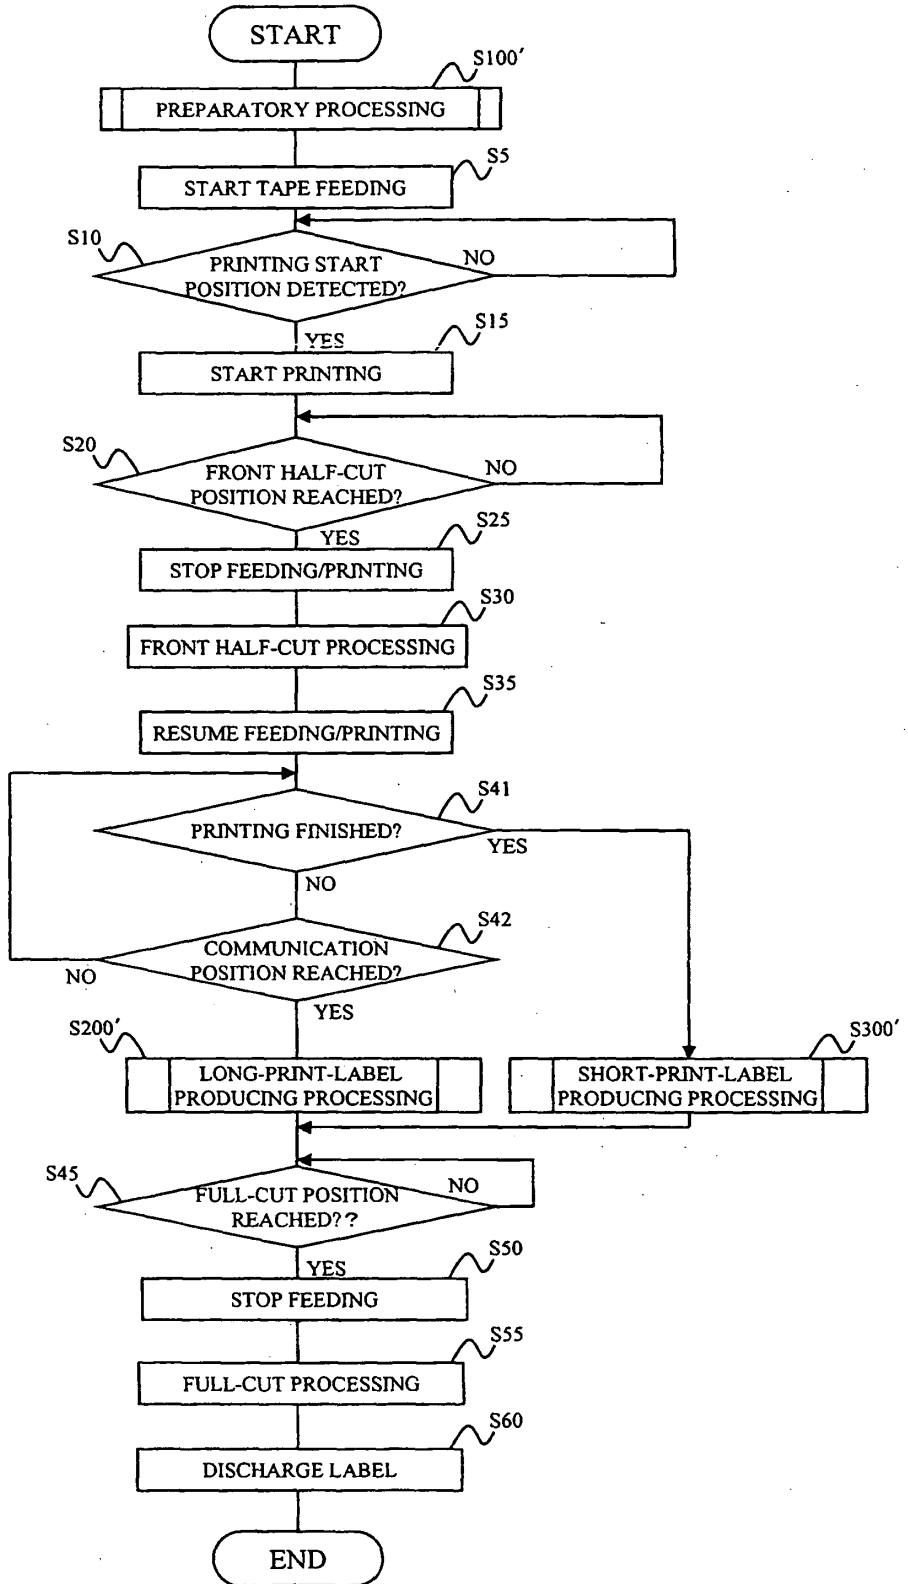 START
S100'
PREPARATORY PROCESSING
S5
START TAPE FEEDING
S10
PRINTING START
POSITION DETECTED?
NO
YES
S15
START PRINTING
S20
FRONT HALF-CUT
POSITION REACHED?
NO
YES
S25
STOP FEEDING/PRINTING
S30
FRONT HALF-CUT PROCESSING
S35
RESUME FEEDING/PRINTING
S41
PRINTING FINISHED?
YES
NO
S42
COMMUNICATION
POSITION REACHED?
NO
YES
S200'
LONG-PRINT-LABEL
PRODUCING PROCESSING
S300'
SHORT-PRINT-LABEL
PRODUCING PROCESSING
S45
FULL-CUT POSITION
REACHED??
NO
YES
S50
STOP FEEDING
S55
FULL-CUT PROCESSING
S60
DISCHARGE LABEL
END